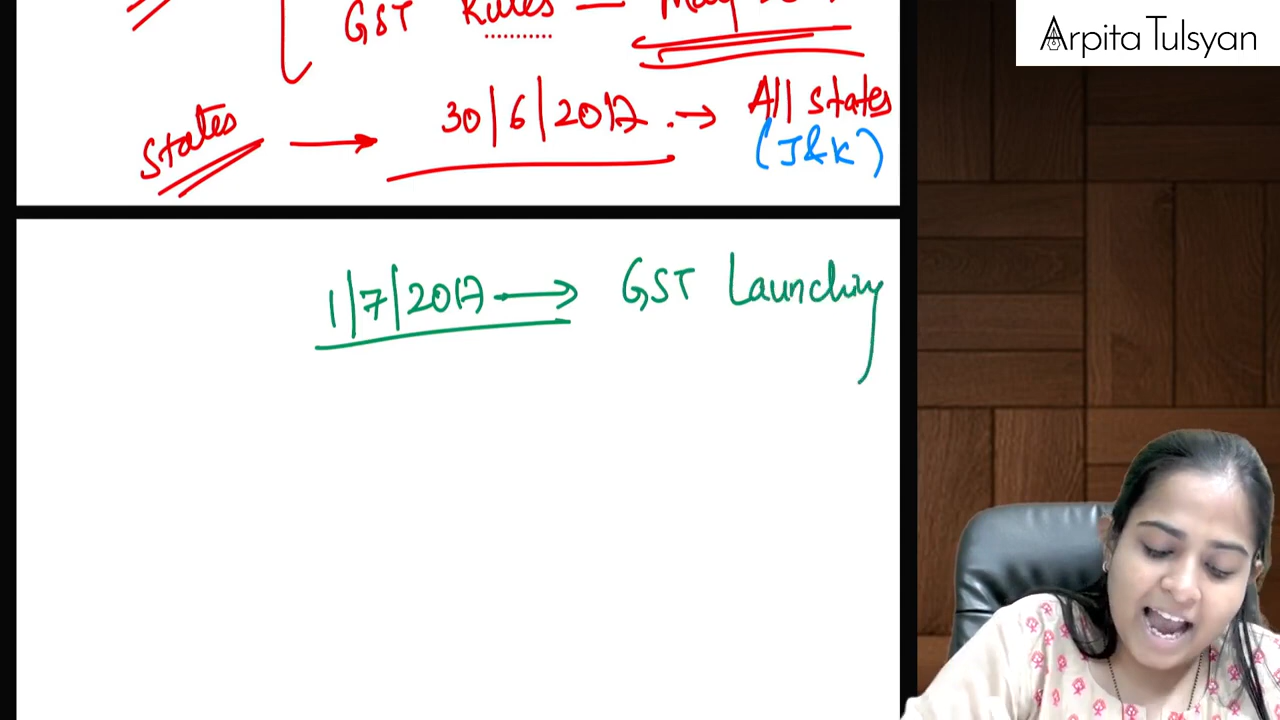 Arpita Tulsyan
GST Rules —
States → 30/6/2017 → All States
(J&K)
1/7/2017 → GST Launching